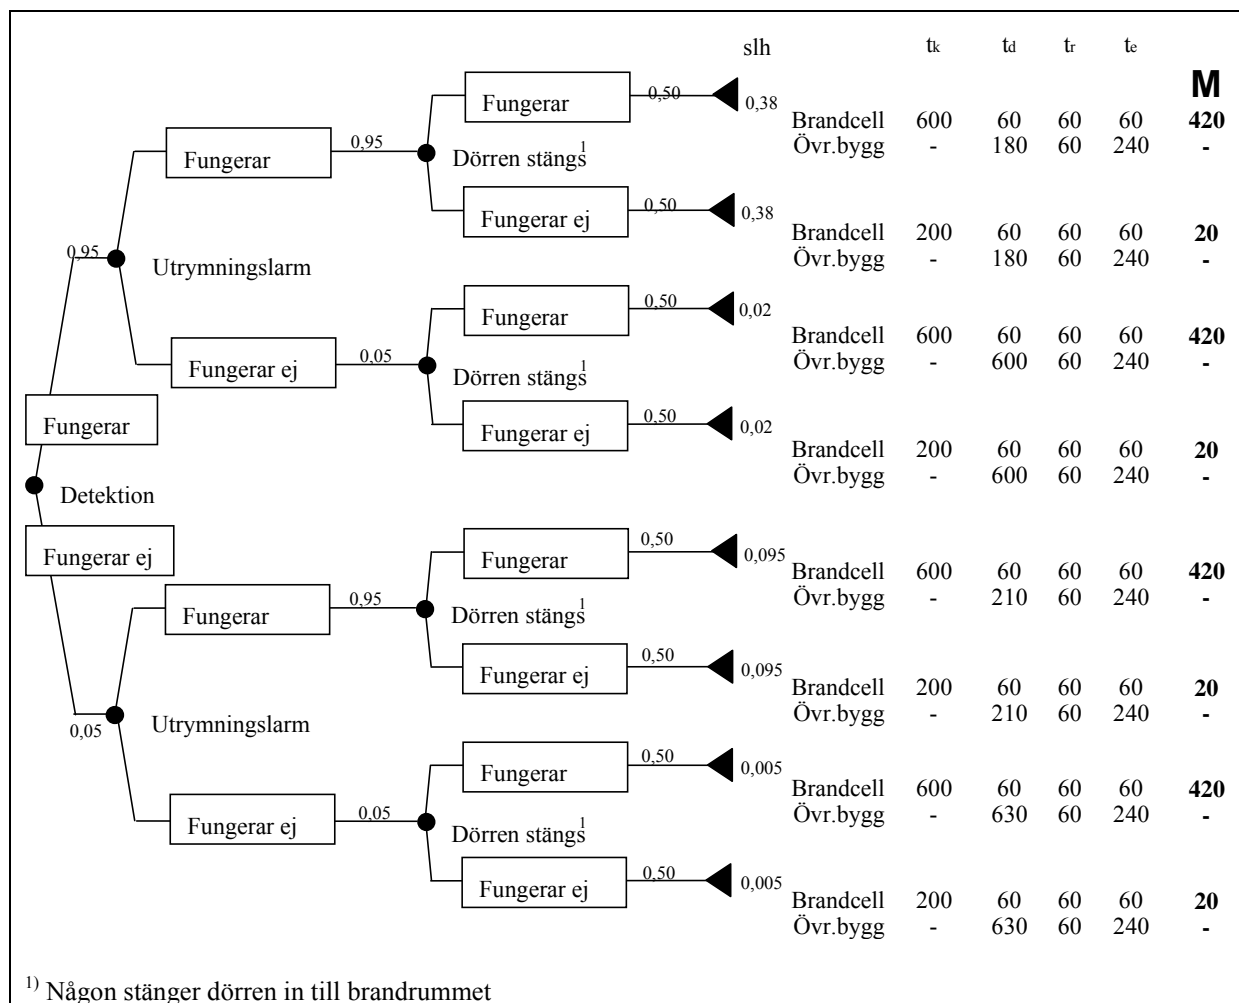 slh tk td tr te
M
Fungerar 0,50 0,38
Brandcell 600 60 60 60 420
Fungerar 0,95 Dörren stängs1
Övr.bygg - 180 60 240 -
Fungerar ej 0,50 0,38
Brandcell 200 60 60 60 20
0,95 Utrymningslarm
Övr.bygg - 180 60 240 -
Fungerar 0,50 0,02
Brandcell 600 60 60 60 420
Fungerar ej 0,05 Dörren stängs1
Övr.bygg - 600 60 240 -
Fungerar
Fungerar ej 0,50 0,02
Brandcell 200 60 60 60 20
Övr.bygg - 600 60 240 -
Detektion
Fungerar ej
Fungerar 0,50 0,095
Brandcell 600 60 60 60 420
Fungerar 0,95 Dörren stängs1
Övr.bygg - 210 60 240 -
Fungerar ej 0,50 0,095
Brandcell 200 60 60 60 20
0,05 Utrymningslarm
Övr.bygg - 210 60 240 -
Fungerar 0,50 0,005
Brandcell 600 60 60 60 420
Fungerar ej 0,05 Dörren stängs1
Övr.bygg - 630 60 240 -
Fungerar ej 0,50 0,005
Brandcell 200 60 60 60 20
Övr.bygg - 630 60 240 -
1) Någon stänger dörren in till brandrummet